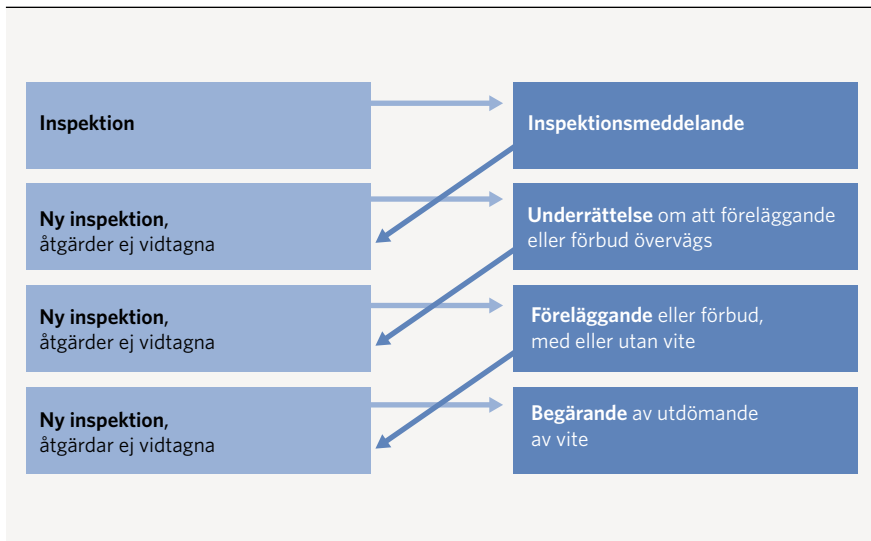 Inspektion
Inspektionsmeddelande
Ny inspektion,
åtgärder ej vidtagna
Underrättelse om att föreläggande
eller förbud övervägs
Ny inspektion,
åtgärder ej vidtagna
Föreläggande eller förbud,
med eller utan vite
Ny inspektion,
åtgärdar ej vidtagna
Begärande av utdömande
av vite